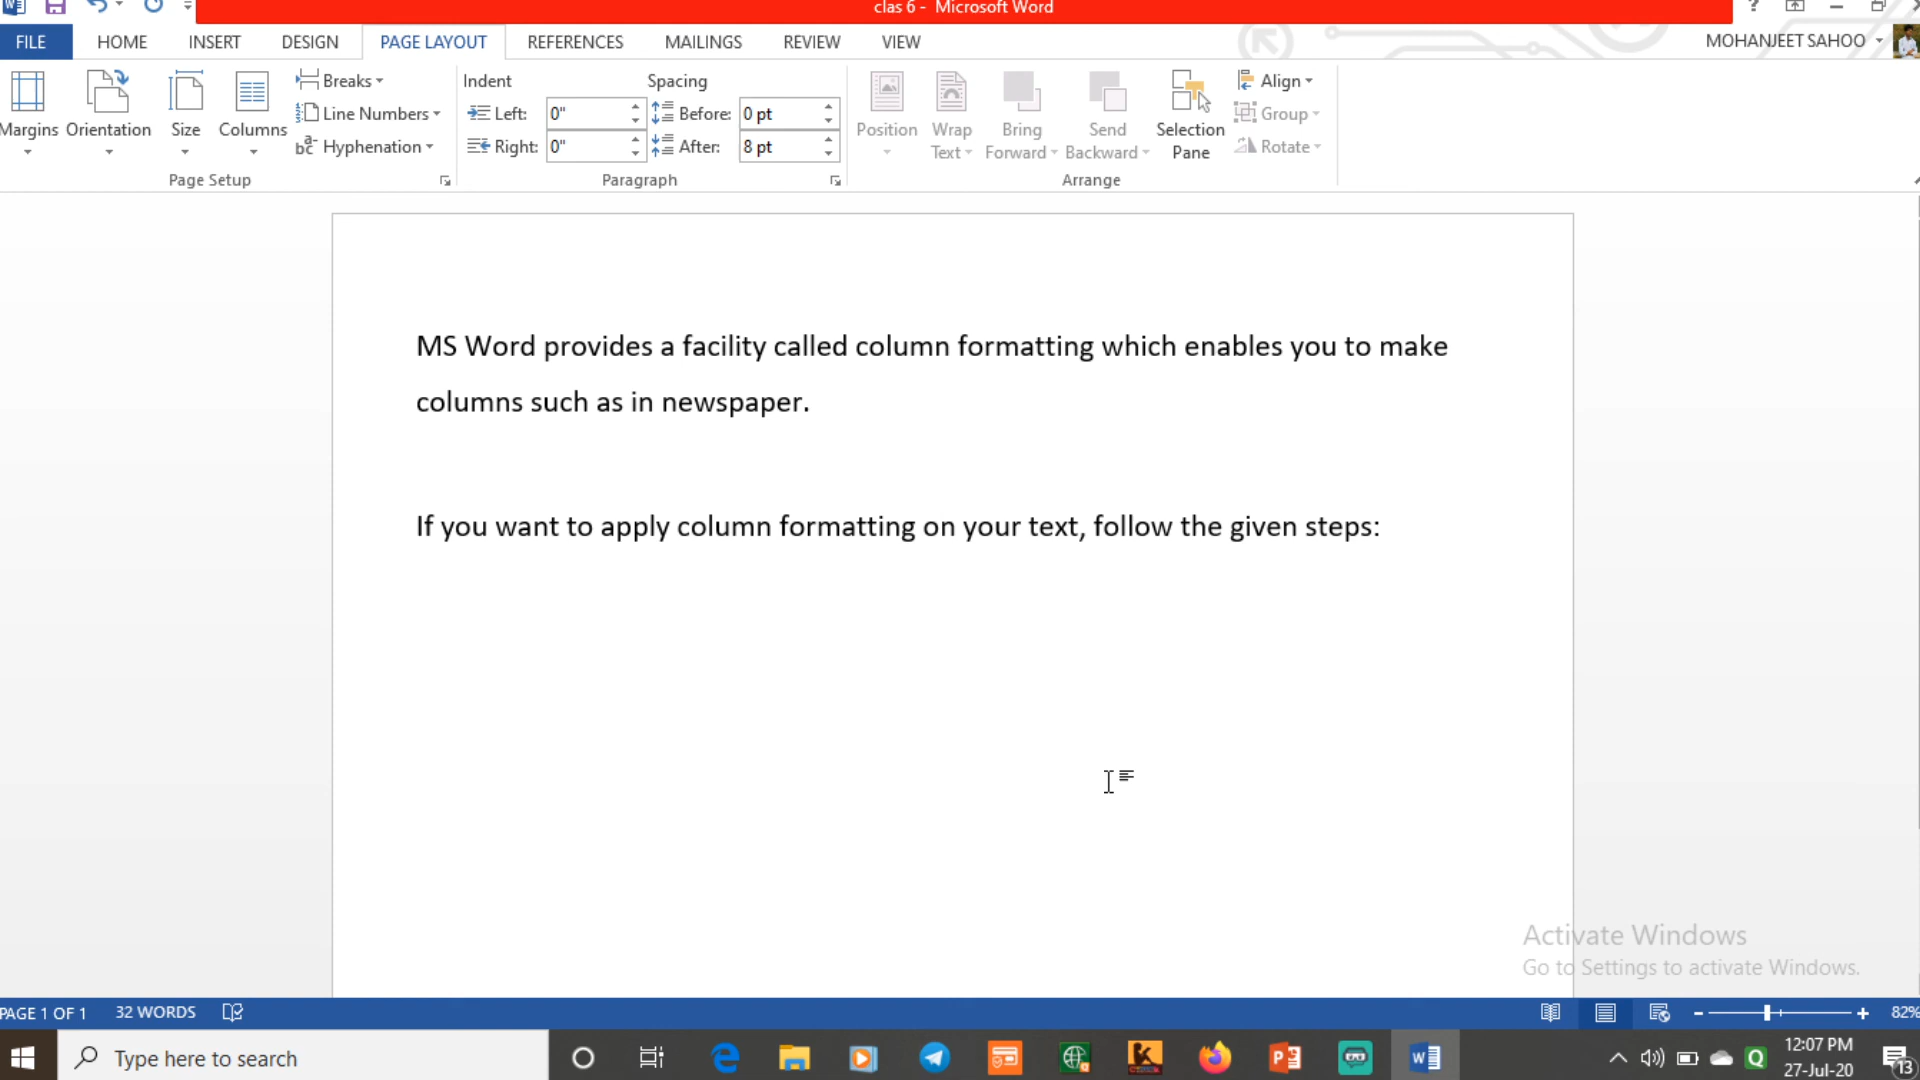 clas 6 - Microsoft Word
FILE HOME INSERT DESIGN PAGE LAYOUT REFERENCES MAILINGS REVIEW VIEW MOHANJEET SAHOO
Margins Orientation Size Columns
Breaks
Line Numbers
Hyphenation
Page Setup
Indent
Left: 0"
Right: 0"
Spacing
Before: 0 pt
After: 8 pt
Paragraph
Position
Wrap Text
Bring Forward
Send Backward
Selection Pane
Align
Group
Rotate
Arrange
MS Word provides a facility called column formatting which enables you to make
columns such as in newspaper.
If you want to apply column formatting on your text, follow the given steps:
Activate Windows
Go to Settings to activate Windows.
PAGE 1 OF 1 32 WORDS 82%
Type here to search
12:07 PM
27-Jul-20
13